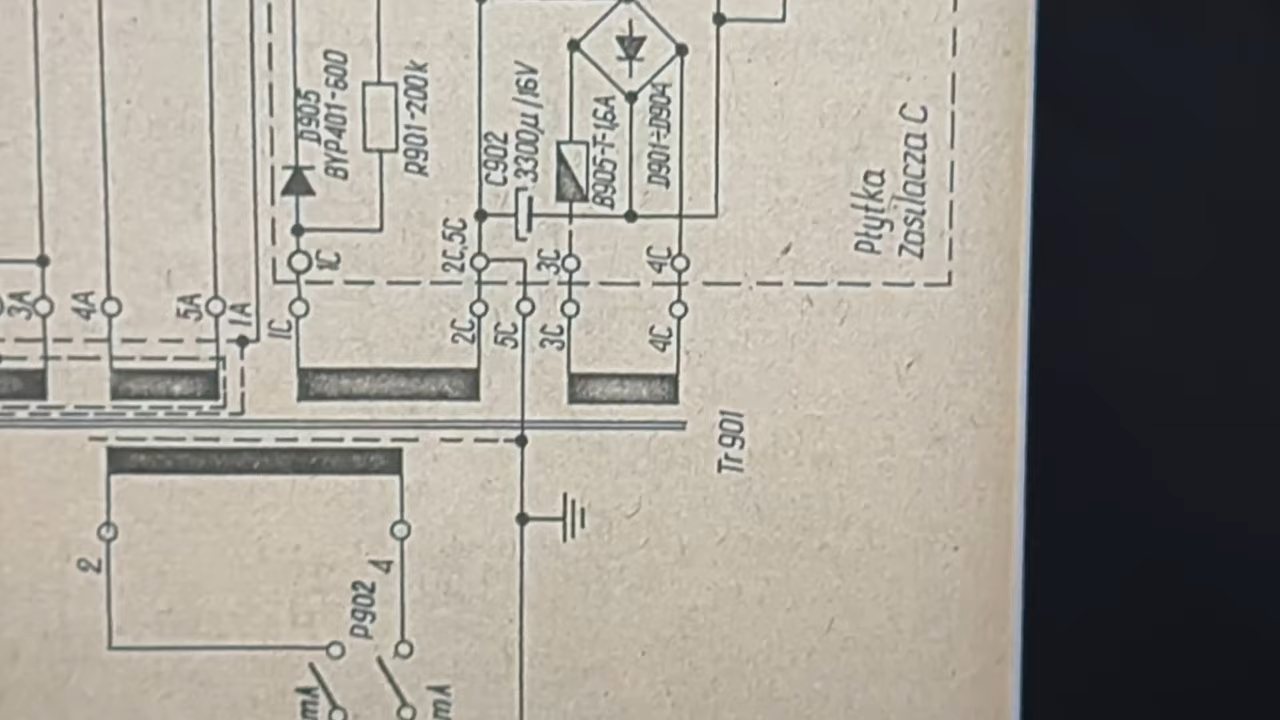 D905
BYP401-600
R901-200k
C902
3300µ/16V
B905-F-1,6A
D901÷D904
Płytka
Zasilacza C
1C
2C,5C
3C
4C
3A
4A
5A
1A
1C
2C
5C
3C
4C
Tr901
2
4
P902
mA
mA